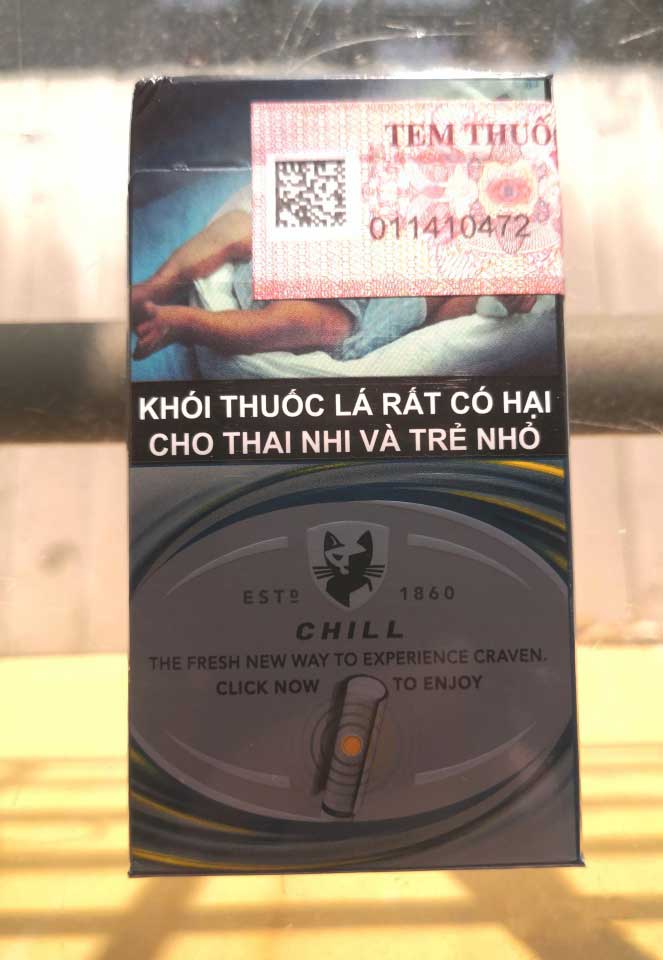 TEM THUỐ
011410472
KHÓI THUỐC LÁ RẤT CÓ HẠI
CHO THAI NHI VÀ TRẺ NHỎ
ESTD 1860
CHILL
THE FRESH NEW WAY TO EXPERIENCE CRAVEN.
CLICK NOW TO ENJOY